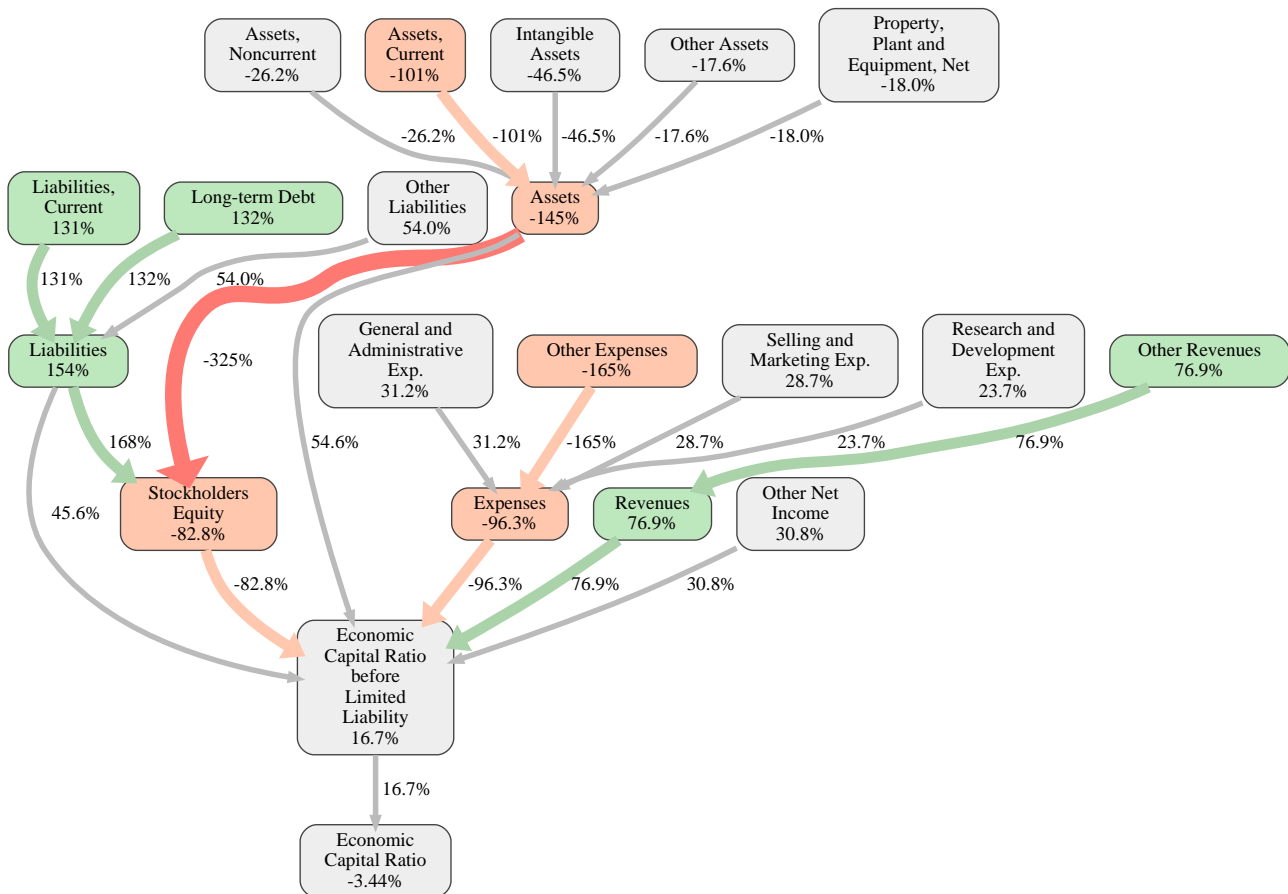 Assets,
Noncurrent
-26.2%
Assets,
Current
-101%
Intangible
Assets
-46.5%
Other Assets
-17.6%
Property,
Plant and
Equipment, Net
-18.0%
-26.2%
-101%
-46.5%
-17.6%
-18.0%
Liabilities,
Current
131%
Long-term Debt
132%
Other
Liabilities
54.0%
Assets
-145%
131%
132%
54.0%
Liabilities
154%
-325%
General and
Administrative
Exp.
31.2%
Other Expenses
-165%
Selling and
Marketing Exp.
28.7%
Research and
Development
Exp.
23.7%
Other Revenues
76.9%
168%
54.6%
31.2%
-165%
28.7%
23.7%
76.9%
45.6%
Stockholders
Equity
-82.8%
Expenses
-96.3%
Revenues
76.9%
Other Net
Income
30.8%
-82.8%
-96.3%
76.9%
30.8%
Economic
Capital Ratio
before
Limited
Liability
16.7%
16.7%
Economic
Capital Ratio
-3.44%